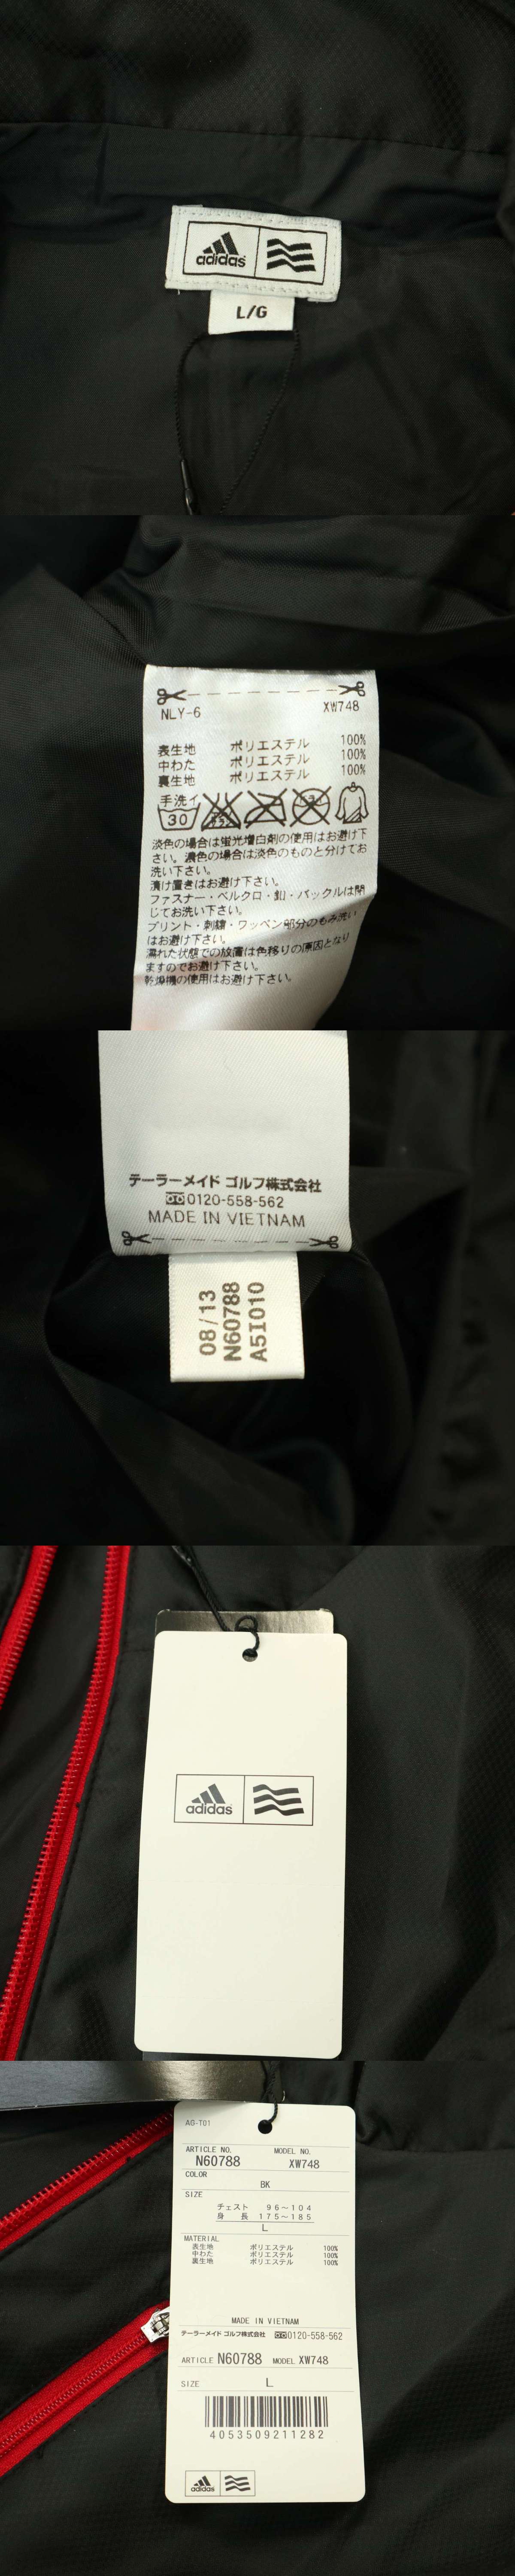 adidas
L/G
NLY-6 XW748
表生地 ポリエステル 100%
中わた ポリエステル 100%
裏生地 ポリエステル 100%
手洗イ
30
淡色の場合は蛍光増白剤の使用はお避け下
さい。濃色の場合は淡色のものと分けてお
洗い下さい。
漬け置きはお避け下さい。
ファスナー・ベルクロ・釦・バックルは閉
じてお洗い下さい。
プリント・刺繍・ワッペン部分のもみ洗い
はお避け下さい。
濡れた状態での放置は色移りの原因となり
ますのでお避け下さい。
乾燥機の使用はお避け下さい。
テーラーメイド ゴルフ株式会社
0120-558-562
MADE IN VIETNAM
08/13
N60788
A5I010
adidas
AG-T01
ARTICLE NO. MODEL NO.
N60788 XW748
COLOR
BK
SIZE
チェスト 96～104
身 長 175～185
L
MATERIAL
表生地 ポリエステル 100%
中わた ポリエステル 100%
裏生地 ポリエステル 100%
MADE IN VIETNAM
テーラーメイド ゴルフ株式会社 0120-558-562
ARTICLE N60788 MODEL XW748
SIZE L
4053509211282
adidas